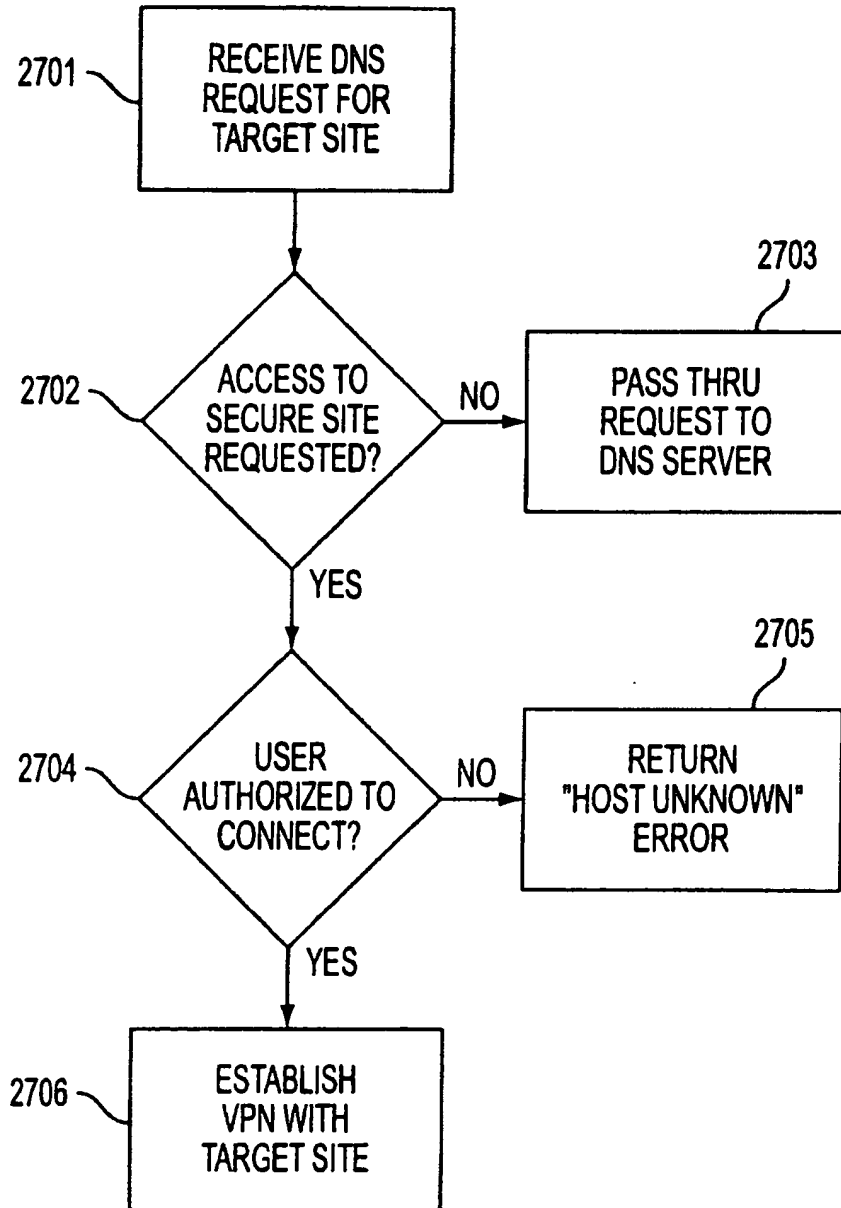 2701
RECEIVE DNS
REQUEST FOR
TARGET SITE
2702
ACCESS TO
SECURE SITE
REQUESTED?
NO
2703
PASS THRU
REQUEST TO
DNS SERVER
YES
2704
USER
AUTHORIZED TO
CONNECT?
NO
2705
RETURN
"HOST UNKNOWN"
ERROR
YES
2706
ESTABLISH
VPN WITH
TARGET SITE